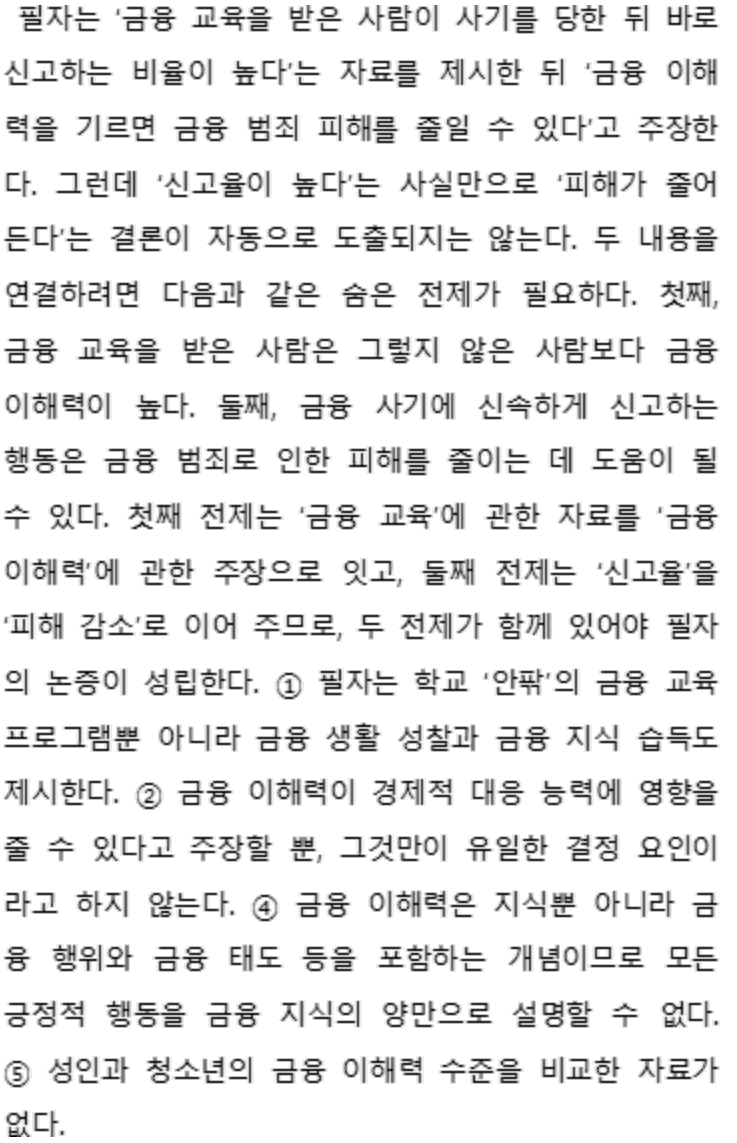 필자는 ‘금융 교육을 받은 사람이 사기를 당한 뒤 바로
신고하는 비율이 높다’는 자료를 제시한 뒤 ‘금융 이해
력을 기르면 금융 범죄 피해를 줄일 수 있다’고 주장한
다. 그런데 ‘신고율이 높다’는 사실만으로 ‘피해가 줄어
든다’는 결론이 자동으로 도출되지는 않는다. 두 내용을
연결하려면 다음과 같은 숨은 전제가 필요하다. 첫째,
금융 교육을 받은 사람은 그렇지 않은 사람보다 금융
이해력이 높다. 둘째, 금융 사기에 신속하게 신고하는
행동은 금융 범죄로 인한 피해를 줄이는 데 도움이 될
수 있다. 첫째 전제는 ‘금융 교육’에 관한 자료를 ‘금융
이해력’에 관한 주장으로 잇고, 둘째 전제는 ‘신고율’을
‘피해 감소’로 이어 주므로, 두 전제가 함께 있어야 필자
의 논증이 성립한다. ① 필자는 학교 ‘안팎’의 금융 교육
프로그램뿐 아니라 금융 생활 성찰과 금융 지식 습득도
제시한다. ② 금융 이해력이 경제적 대응 능력에 영향을
줄 수 있다고 주장할 뿐, 그것만이 유일한 결정 요인이
라고 하지 않는다. ④ 금융 이해력은 지식뿐 아니라 금
융 행위와 금융 태도 등을 포함하는 개념이므로 모든
긍정적 행동을 금융 지식의 양만으로 설명할 수 없다.
⑤ 성인과 청소년의 금융 이해력 수준을 비교한 자료가
없다.